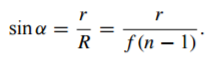 sin α = r / R = r / f(n − 1) .